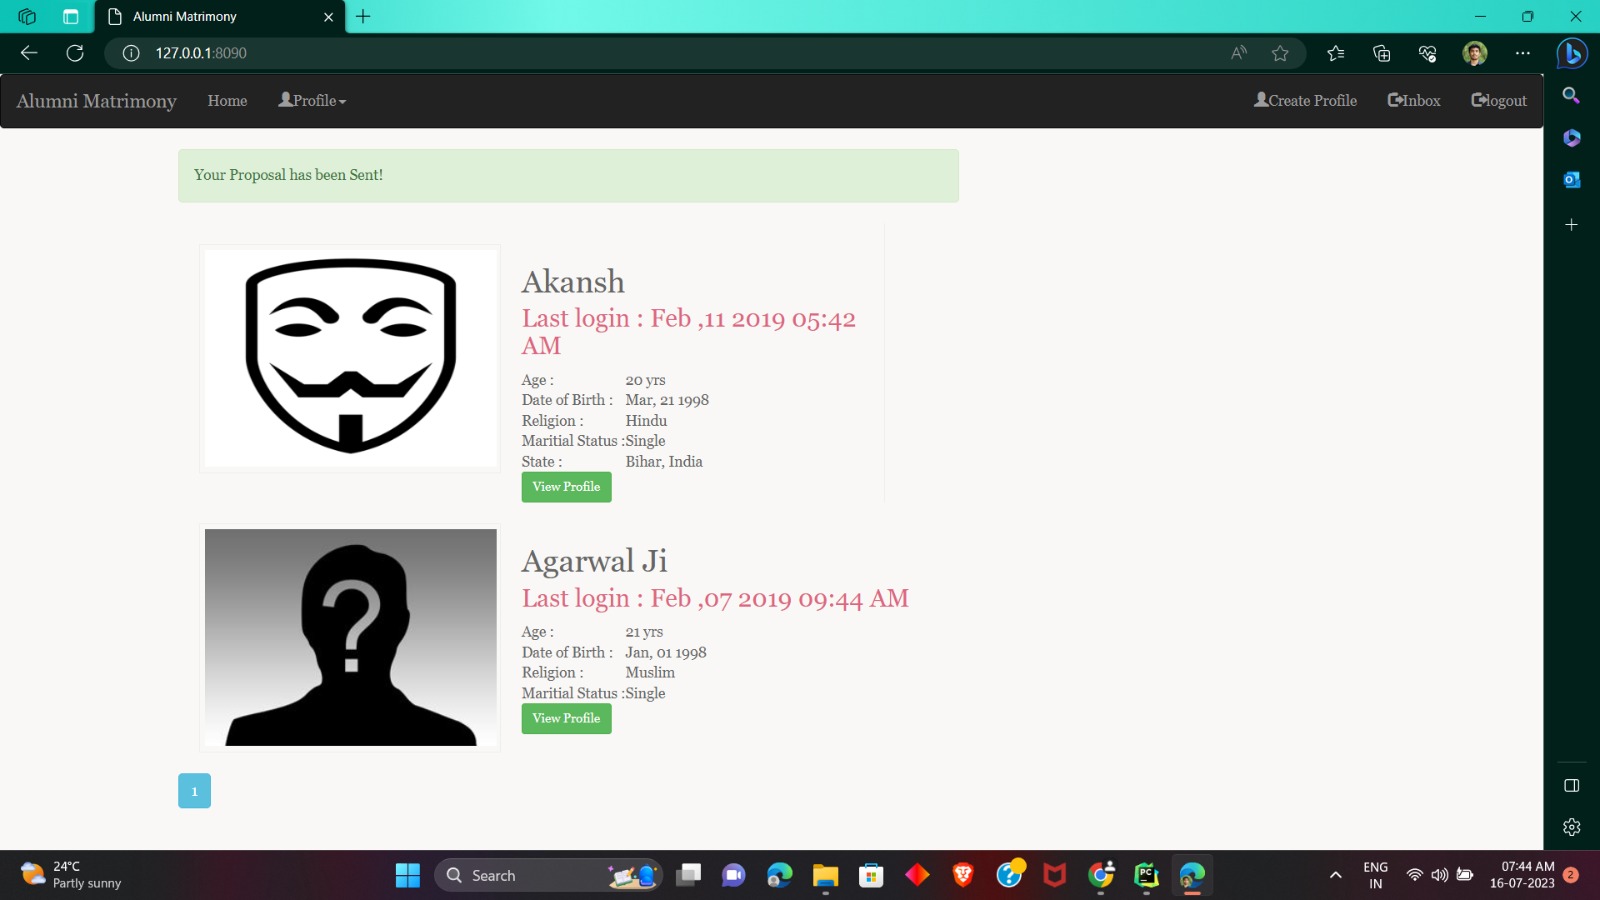 Alumni Matrimony
127.0.0.1:8090
Alumni Matrimony Home Profile Create Profile Inbox logout
Your Proposal has been Sent!
Akansh
Last login : Feb ,11 2019 05:42
AM
Age : 20 yrs
Date of Birth : Mar, 21 1998
Religion : Hindu
Maritial Status :Single
State : Bihar, India
View Profile
?
Agarwal Ji
Last login : Feb ,07 2019 09:44 AM
Age : 21 yrs
Date of Birth : Jan, 01 1998
Religion : Muslim
Maritial Status :Single
View Profile
1
24°C
Partly sunny
Search
PC
ENG
IN
07:44 AM
16-07-2023
2